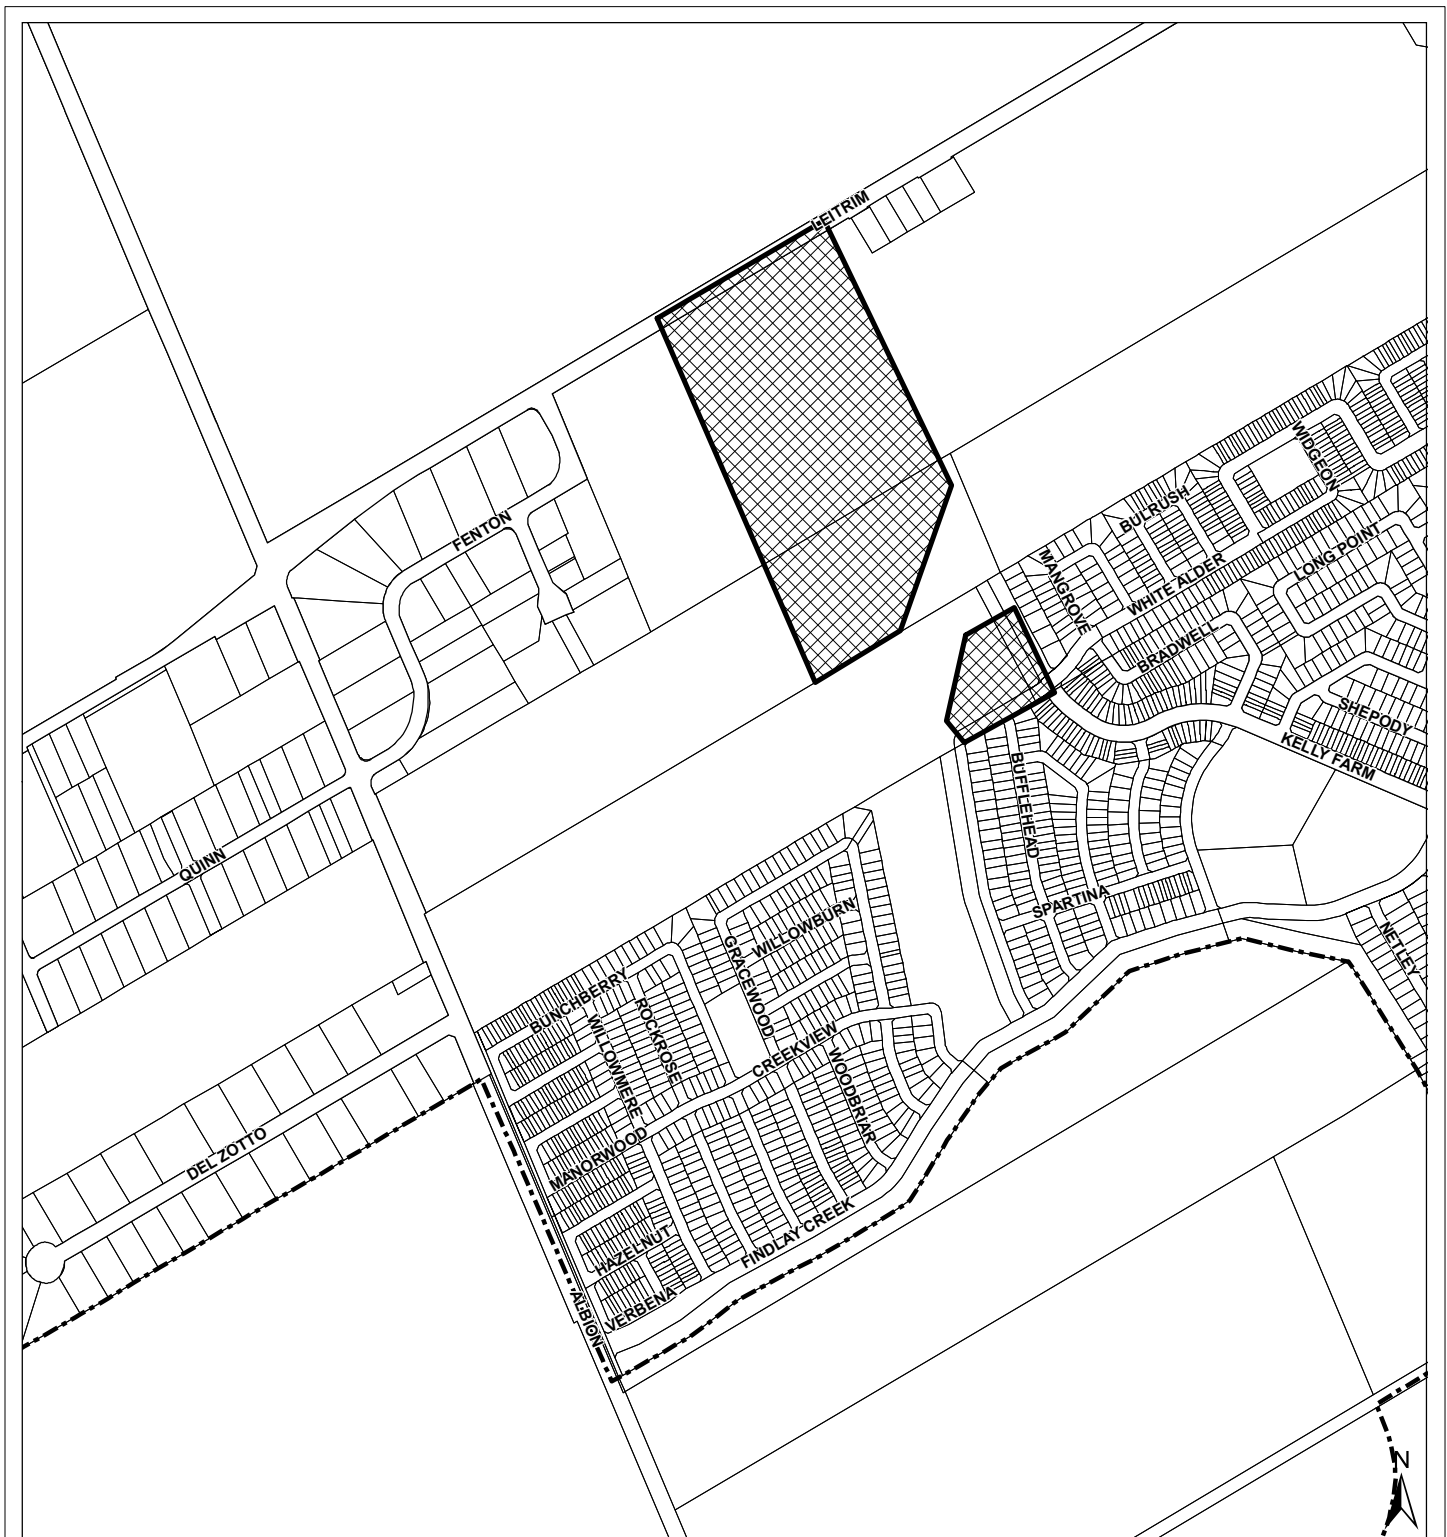 LEITRIM
WIDGEON
BULRUSH
FENTON
LONG POINT
MANGROVE
WHITE ALDER
BRADWELL
SHEPODY
KELLY FARM
BUFFLEHEAD
QUINN
SPARTINA
WILLOWBURN
NETLEY
GRACEWOOD
BUNCHBERRY
ROCKROSE
WILLOWMERE
CREEKVIEW
WOODBRIAR
MANORWOOD
DEL ZOTTO
FINDLAY CREEK
HAZELNUT
VERBENA
ALBION
N